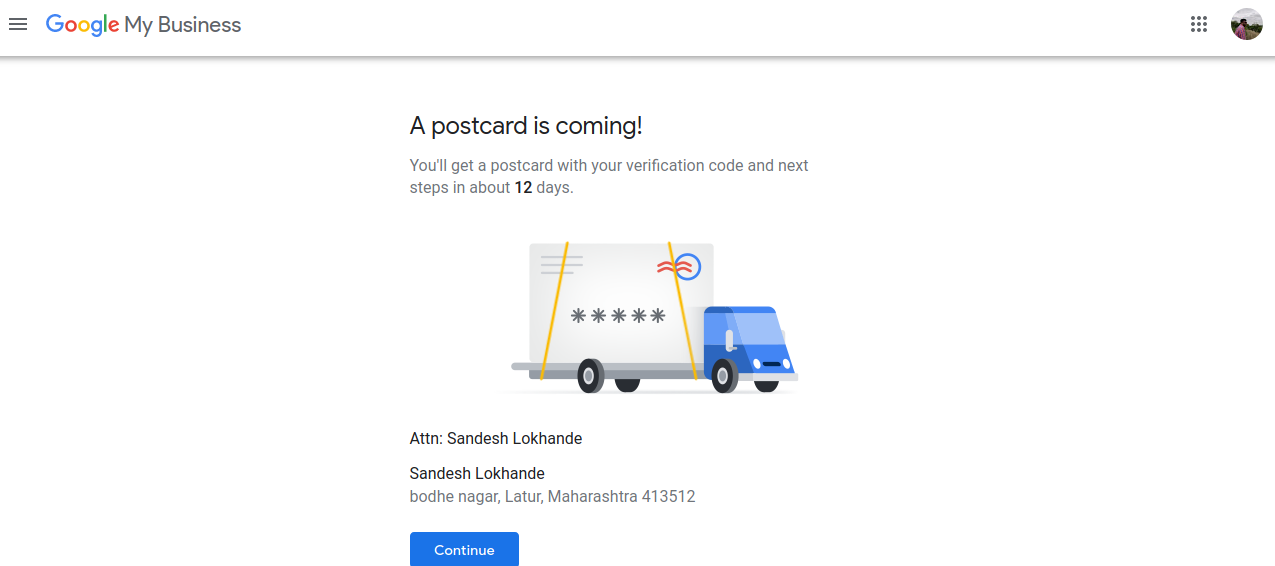 Google My Business
A postcard is coming!
You'll get a postcard with your verification code and next
steps in about 12 days.
*****
Attn: Sandesh Lokhande
Sandesh Lokhande
bodhe nagar, Latur, Maharashtra 413512
Continue